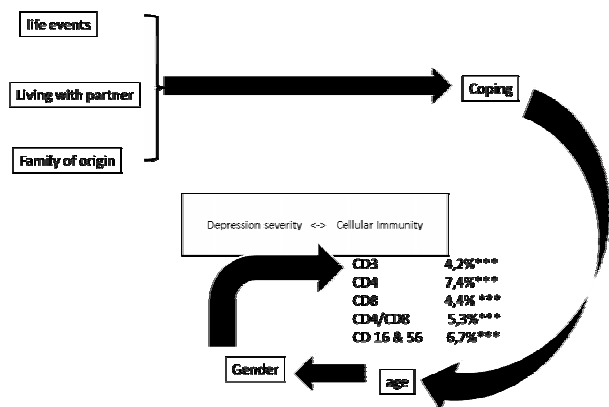 life events
Living with partner
Coping
Family of origin
Depression severity <-> Cellular Immunity
CD3 4,2%***
CD4 7,4%***
CD8 4,4% ***
CD4/CD8 5,3%***
CD 16 & 56 6,7%***
Gender
age